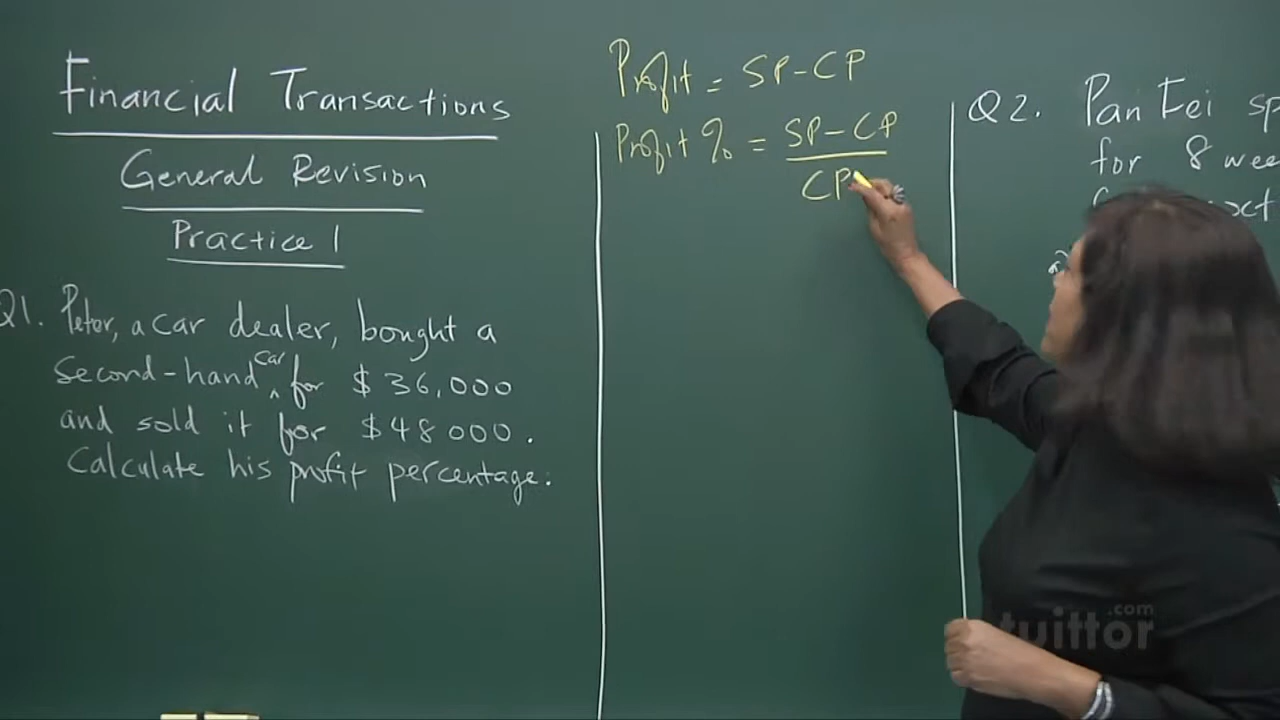 Financial Transactions
General Revision
Practice 1
Q1. Peter, a car dealer, bought a
second-hand car for $36,000
and sold it for $48000.
Calculate his profit percentage.
Profit = SP-CP
Profit % = SP-CP
CP
Q2. Pan Fei
for 8
tuittor.com